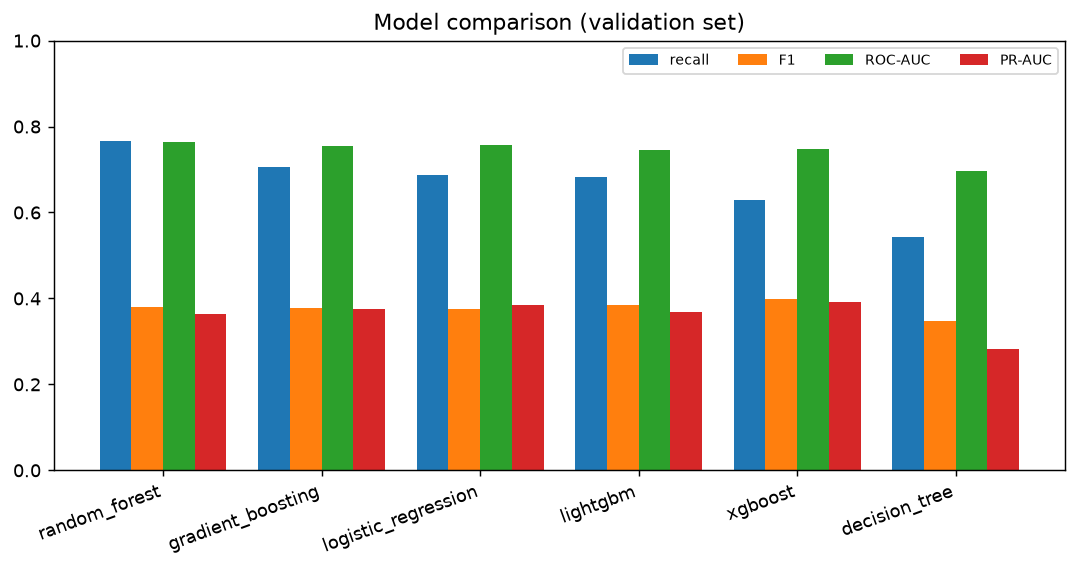 Model comparison (validation set)
recall F1 ROC-AUC PR-AUC
1.0
0.8
0.6
0.4
0.2
0.0
random_forest
gradient_boosting
logistic_regression
lightgbm
xgboost
decision_tree